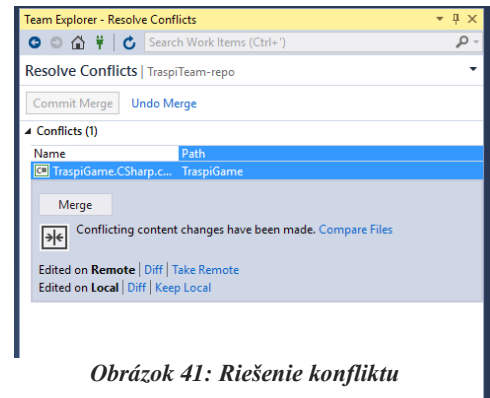 Team Explorer - Resolve Conflicts
Search Work Items (Ctrl+')
Resolve Conflicts | TraspiTeam-repo
Commit Merge Undo Merge
Conflicts (1)
Name Path
TraspiGame.CSharp.c... TraspiGame
Merge
Conflicting content changes have been made. Compare Files
Edited on Remote | Diff | Take Remote
Edited on Local | Diff | Keep Local
Obrázok 41: Riešenie konfliktu